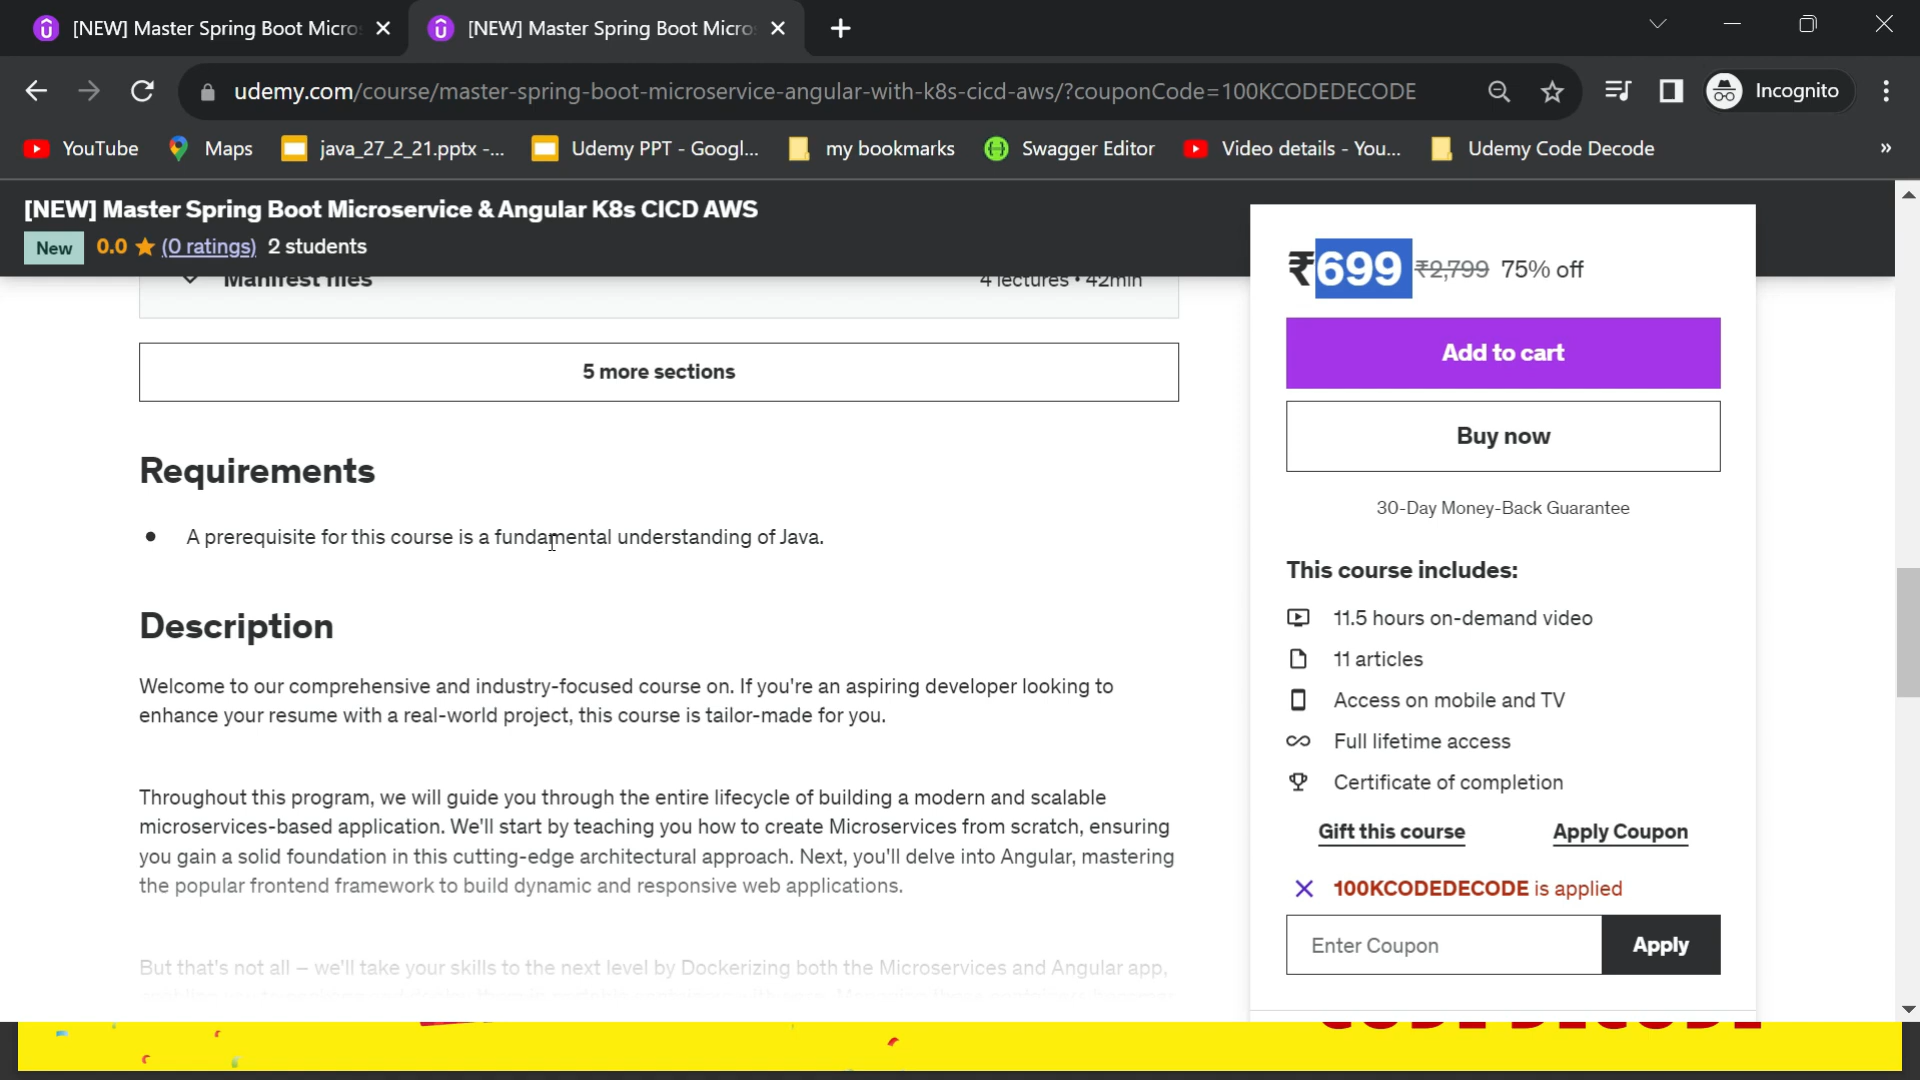 [NEW] Master Spring Boot Micro
[NEW] Master Spring Boot Micro
udemy.com/course/master-spring-boot-microservice-angular-with-k8s-cicd-aws/?couponCode=100KCODEDECODE
Incognito
YouTube
Maps
java_27_2_21.pptx -...
Udemy PPT - Googl...
my bookmarks
Swagger Editor
Video details - You...
Udemy Code Decode
»
[NEW] Master Spring Boot Microservice & Angular K8s CICD AWS
New 0.0 (0 ratings) 2 students
Manifest files 4 lectures • 42min
5 more sections
Requirements
A prerequisite for this course is a fundamental understanding of Java.
Description
Welcome to our comprehensive and industry-focused course on. If you're an aspiring developer looking to
enhance your resume with a real-world project, this course is tailor-made for you.
Throughout this program, we will guide you through the entire lifecycle of building a modern and scalable
microservices-based application. We'll start by teaching you how to create Microservices from scratch, ensuring
you gain a solid foundation in this cutting-edge architectural approach. Next, you'll delve into Angular, mastering
the popular frontend framework to build dynamic and responsive web applications.
But that's not all – we'll take your skills to the next level by Dockerizing both the Microservices and Angular app,
₹699 ₹2,799 75% off
Add to cart
Buy now
30-Day Money-Back Guarantee
This course includes:
11.5 hours on-demand video
11 articles
Access on mobile and TV
Full lifetime access
Certificate of completion
Gift this course Apply Coupon
100KCODEDECODE is applied
Enter Coupon Apply